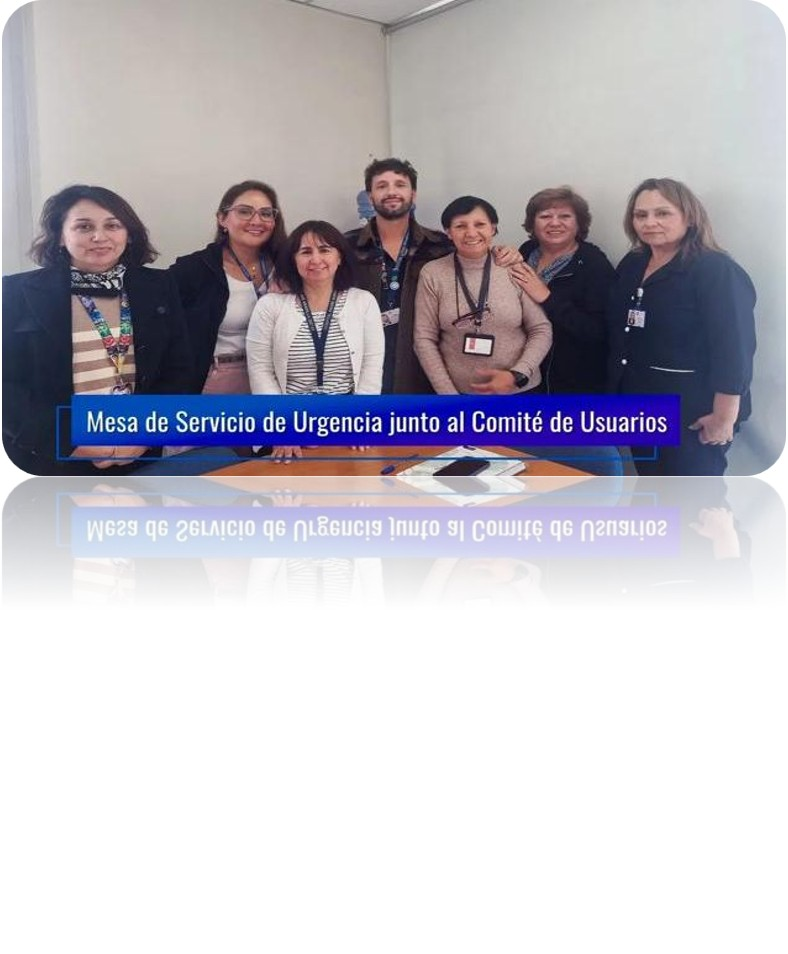 Mesa de Servicio de Urgencia junto al Comité de Usuarios